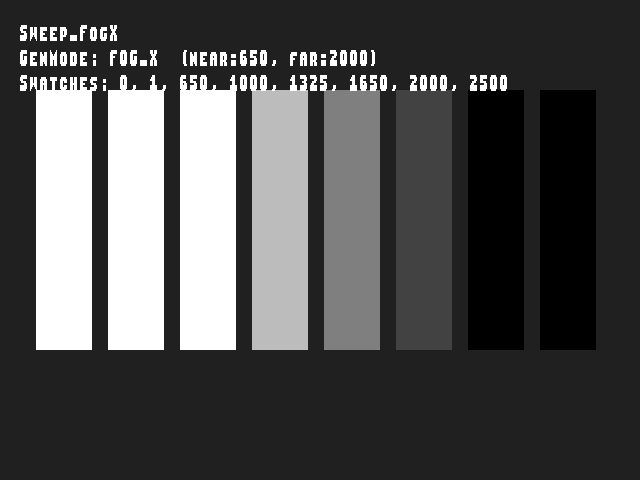 Sweep_FogX
GenMode: FOG_X (near:650, far:2000)
Swatches: 0, 1, 650, 1000, 1325, 1650, 2000, 2500